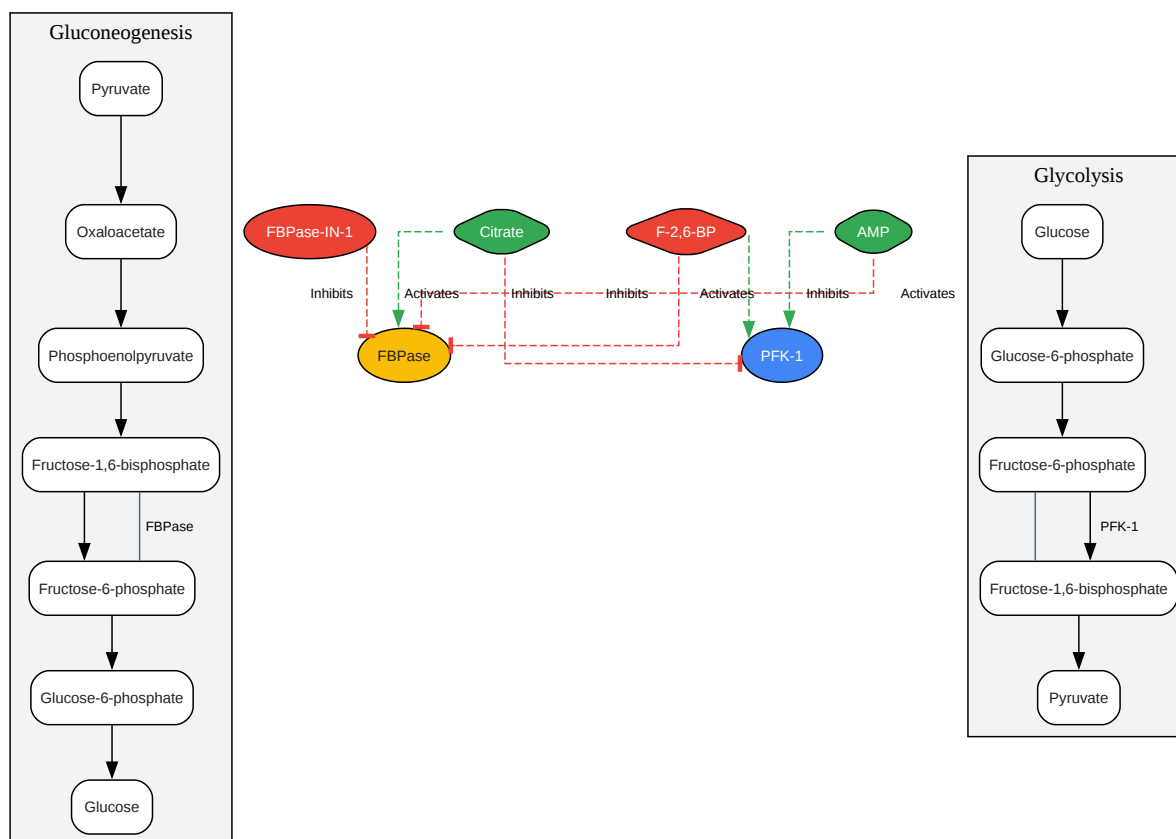 Gluconeogenesis
Pyruvate
Oxaloacetate
Phosphoenolpyruvate
Fructose-1,6-bisphosphate
FBPase
Fructose-6-phosphate
Glucose-6-phosphate
Glucose
FBPase-IN-1
Citrate
F-2,6-BP
AMP
Inhibits
Activates
Inhibits
Inhibits
Activates
Inhibits
Activates
FBPase
PFK-1
Glycolysis
Glucose
Glucose-6-phosphate
Fructose-6-phosphate
PFK-1
Fructose-1,6-bisphosphate
Pyruvate